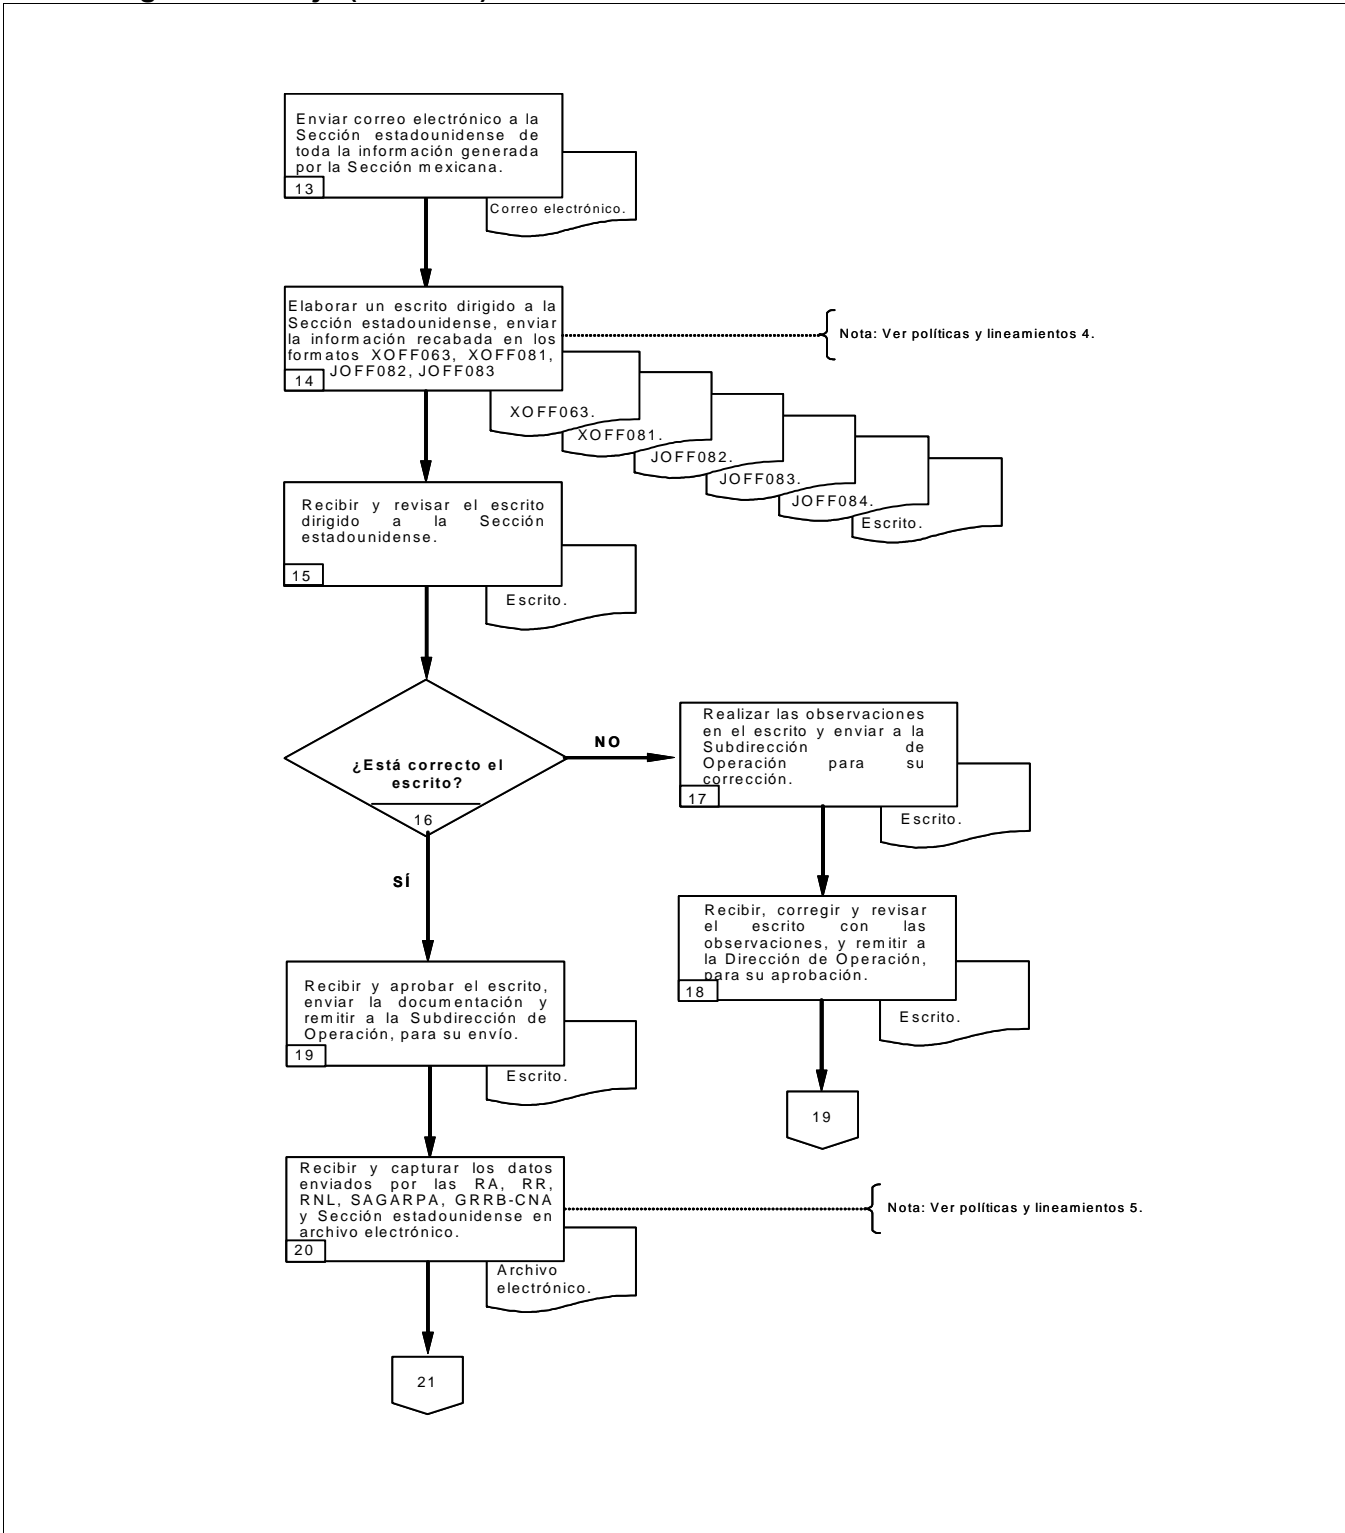 Enviar correo electrónico a la
Sección estadounidense de
toda la información generada
por la Sección mexicana.
13
Correo electrónico.
Elaborar un escrito dirigido a la
Sección estadounidense, enviar
la información recabada en los
formatos XOFF063, XOFF081,
JOFF082, JOFF083
14
Nota: Ver políticas y lineamientos 4.
XOFF063.
XOFF081.
JOFF082.
JOFF083.
JOFF084.
Escrito.
Recibir y revisar el escrito
dirigido a la Sección
estadounidense.
15
Escrito.
¿Está correcto el
escrito?
16
NO
SÍ
Realizar las observaciones
en el escrito y enviar a la
Subdirección de
Operación para su
corrección.
17
Escrito.
Recibir, corregir y revisar
el escrito con las
observaciones, y remitir a
la Dirección de Operación,
para su aprobación.
18
Escrito.
19
Recibir y aprobar el escrito,
enviar la documentación y
remitir a la Subdirección de
Operación, para su envío.
19
Escrito.
Recibir y capturar los datos
enviados por las RA, RR,
RNL, SAGARPA, GRRB-CNA
y Sección estadounidense en
archivo electrónico.
20
Nota: Ver políticas y lineamientos 5.
Archivo
electrónico.
21